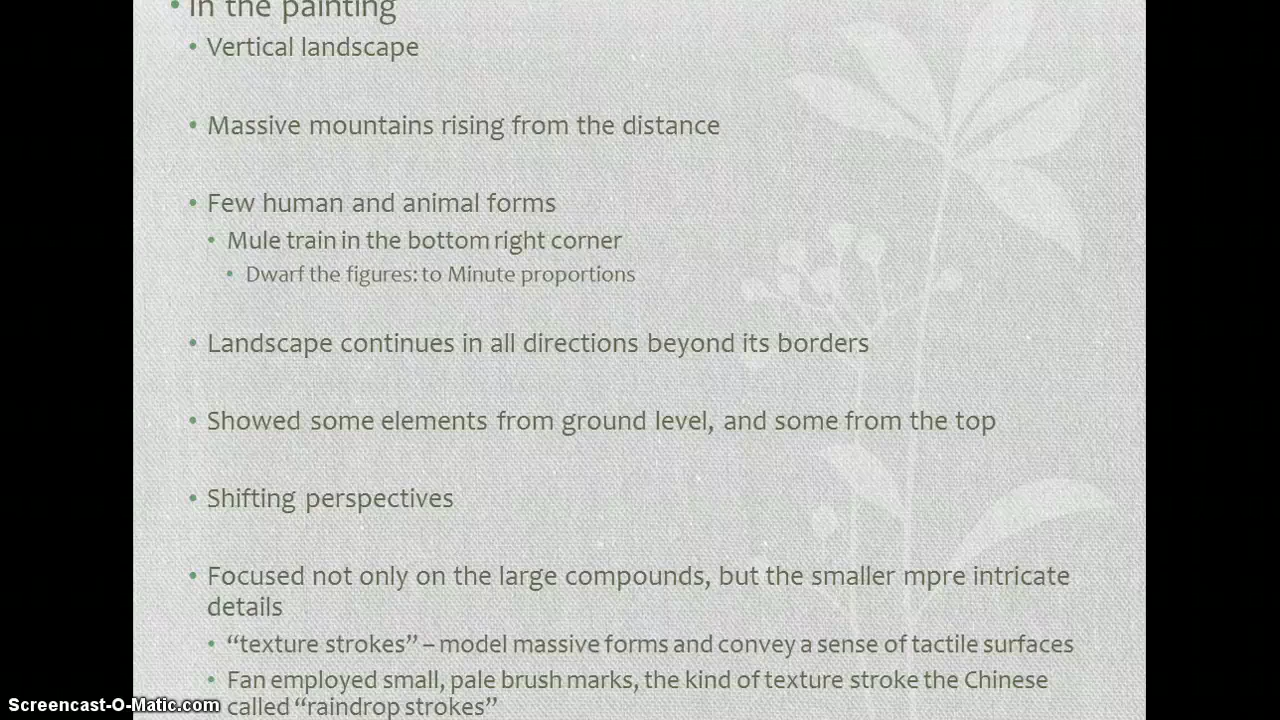 • In the painting
• Vertical landscape
• Massive mountains rising from the distance
• Few human and animal forms
• Mule train in the bottom right corner
• Dwarf the figures: to Minute proportions
• Landscape continues in all directions beyond its borders
• Showed some elements from ground level, and some from the top
• Shifting perspectives
• Focused not only on the large compounds, but the smaller mpre intricate
details
• “texture strokes” – model massive forms and convey a sense of tactile surfaces
• Fan employed small, pale brush marks, the kind of texture stroke the Chinese
called “raindrop strokes”
Screencast-O-Matic.com